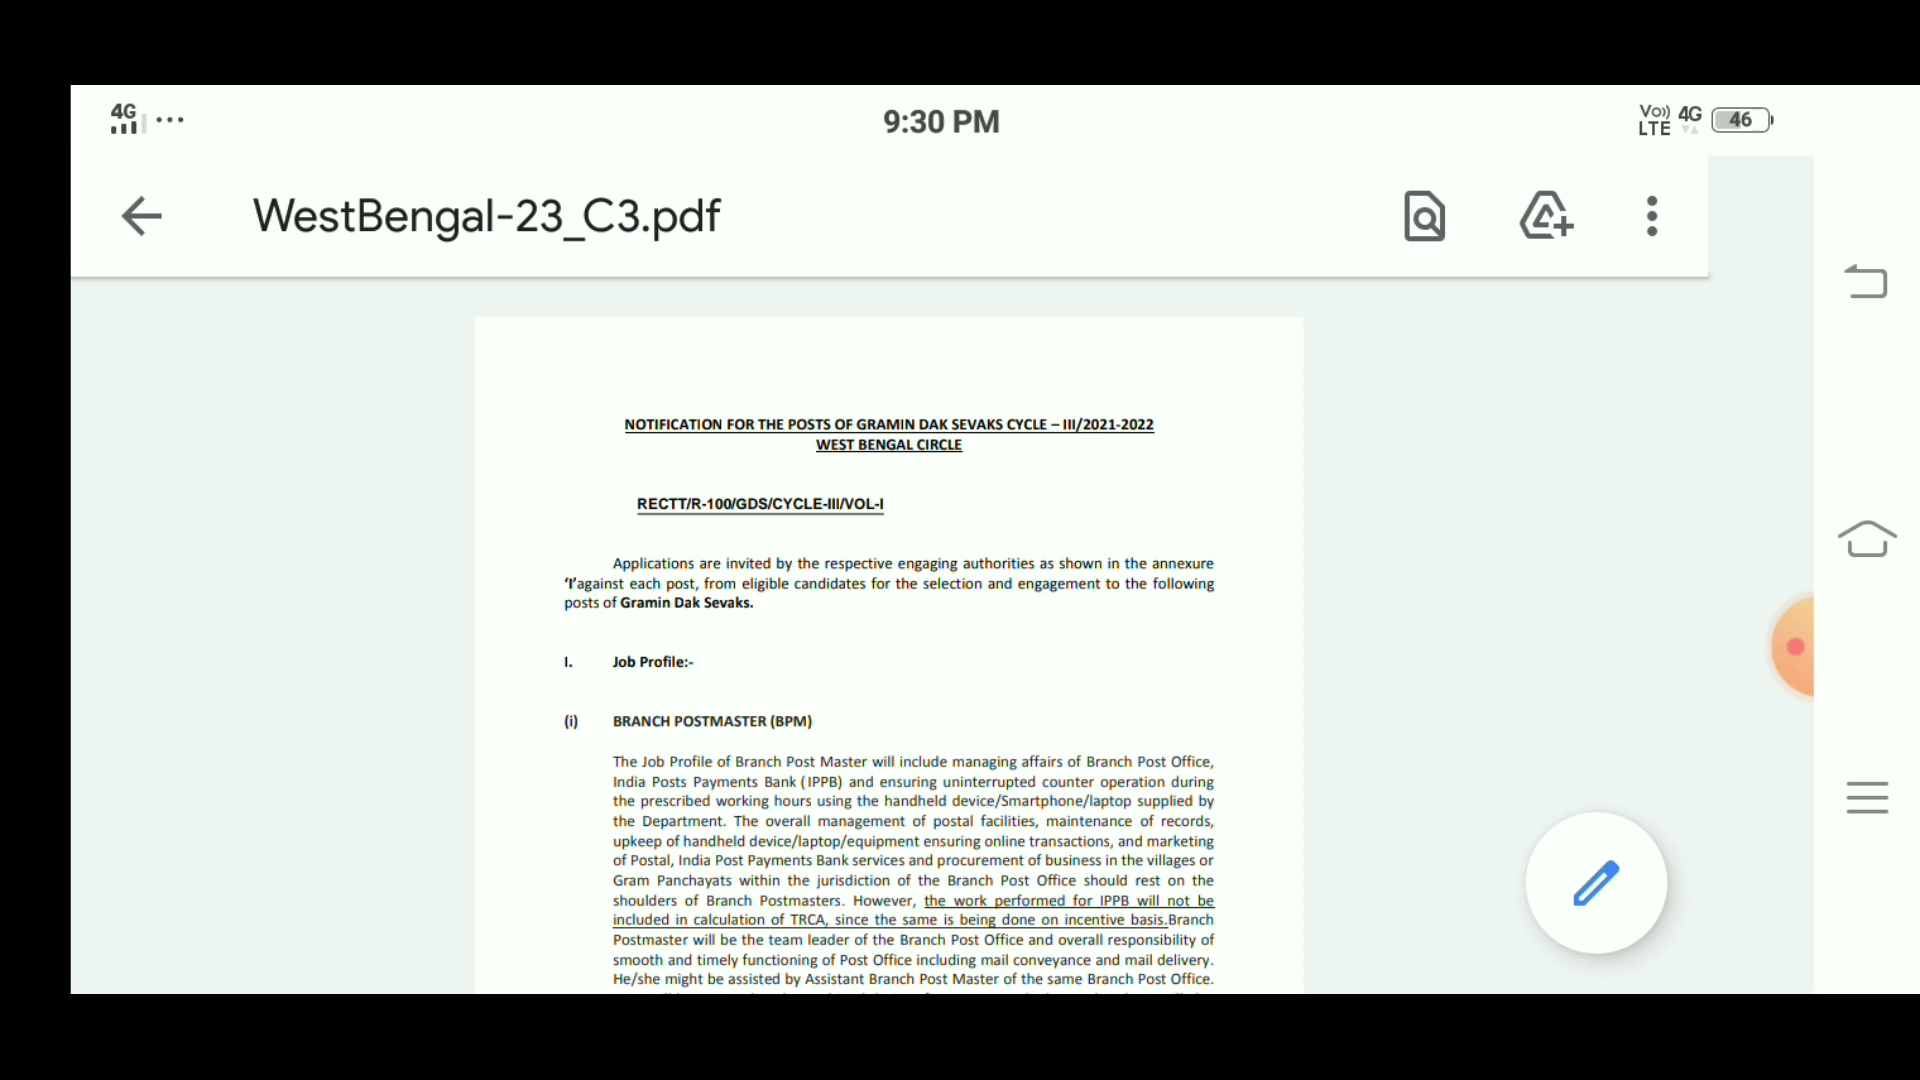 4G
9:30 PM
Vo)) LTE 4G 46
WestBengal-23_C3.pdf
NOTIFICATION FOR THE POSTS OF GRAMIN DAK SEVAKS CYCLE – III/2021-2022
WEST BENGAL CIRCLE
RECTT/R-100/GDS/CYCLE-III/VOL-I
Applications are invited by the respective engaging authorities as shown in the annexure
‘I’against each post, from eligible candidates for the selection and engagement to the following
posts of Gramin Dak Sevaks.
I. Job Profile:-
(i) BRANCH POSTMASTER (BPM)
The Job Profile of Branch Post Master will include managing affairs of Branch Post Office,
India Posts Payments Bank (IPPB) and ensuring uninterrupted counter operation during
the prescribed working hours using the handheld device/Smartphone/laptop supplied by
the Department. The overall management of postal facilities, maintenance of records,
upkeep of handheld device/laptop/equipment ensuring online transactions, and marketing
of Postal, India Post Payments Bank services and procurement of business in the villages or
Gram Panchayats within the jurisdiction of the Branch Post Office should rest on the
shoulders of Branch Postmasters. However, the work performed for IPPB will not be
included in calculation of TRCA, since the same is being done on incentive basis.Branch
Postmaster will be the team leader of the Branch Post Office and overall responsibility of
smooth and timely functioning of Post Office including mail conveyance and mail delivery.
He/she might be assisted by Assistant Branch Post Master of the same Branch Post Office.